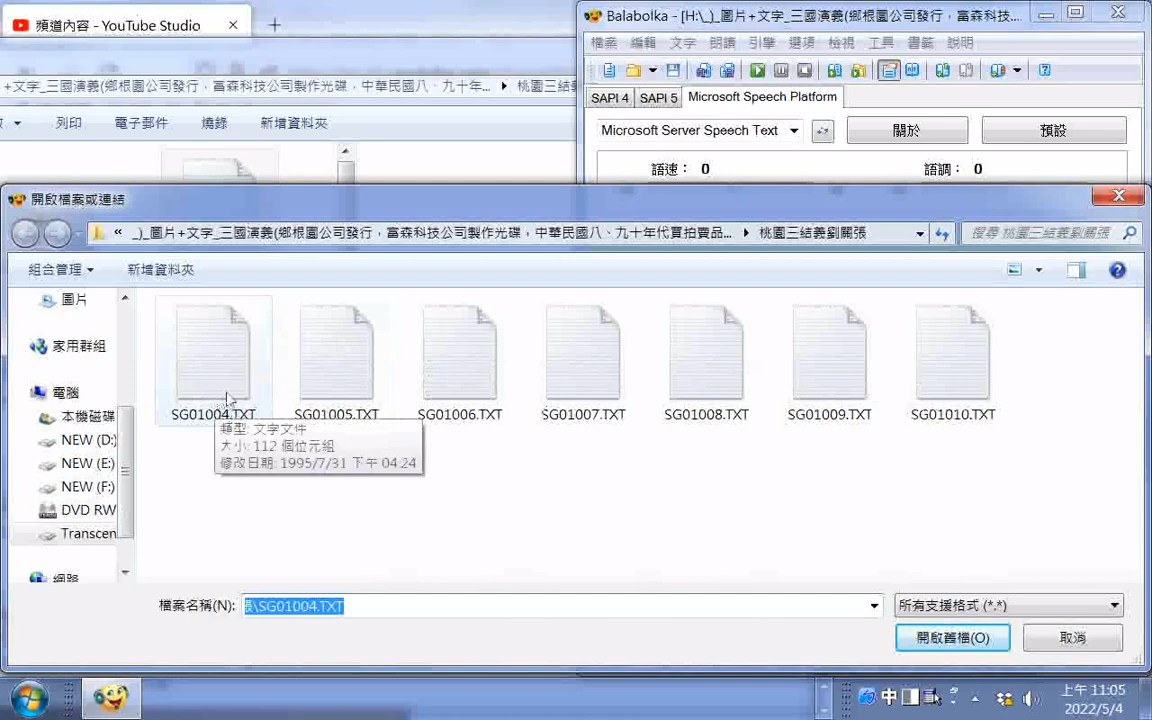 頻道內容 - YouTube Studio
Balabolka - [H:\_)_圖片+文字_三國演義(鄉根圓公司發行，富森科技...
檔案 編輯 文字 朗讀 引擎 選項 檢視 工具 書籤 說明
+文字_三國演義(鄉根圓公司發行，富森科技公司製作光碟，中華民國八、九十年... 桃園三結
SAPI 4 SAPI 5 Microsoft Speech Platform
列印 電子郵件 燒錄 新增資料夾
Microsoft Server Speech Text 關於 預設
語速： 0 語調： 0
開啟檔案或連結
« _)_圖片+文字_三國演義(鄉根圓公司發行，富森科技公司製作光碟，中華民國八、九十年代買拍賣品... 桃園三結義劉關張
搜尋 桃園三結義劉關張
組合管理 新增資料夾
圖片
家用群組
電腦
本機磁碟
NEW (D:)
NEW (E:)
NEW (F:)
DVD RW
Transcen
網路
SG01004.TXT SG01005.TXT SG01006.TXT SG01007.TXT SG01008.TXT SG01009.TXT SG01010.TXT
類型: 文字文件
大小: 112 個位元組
修改日期: 1995/7/31 下午 04:24
檔案名稱(N): 張\SG01004.TXT 所有支援格式 (*.*)
開啟舊檔(O) 取消
中 上午 11:05
2022/5/4